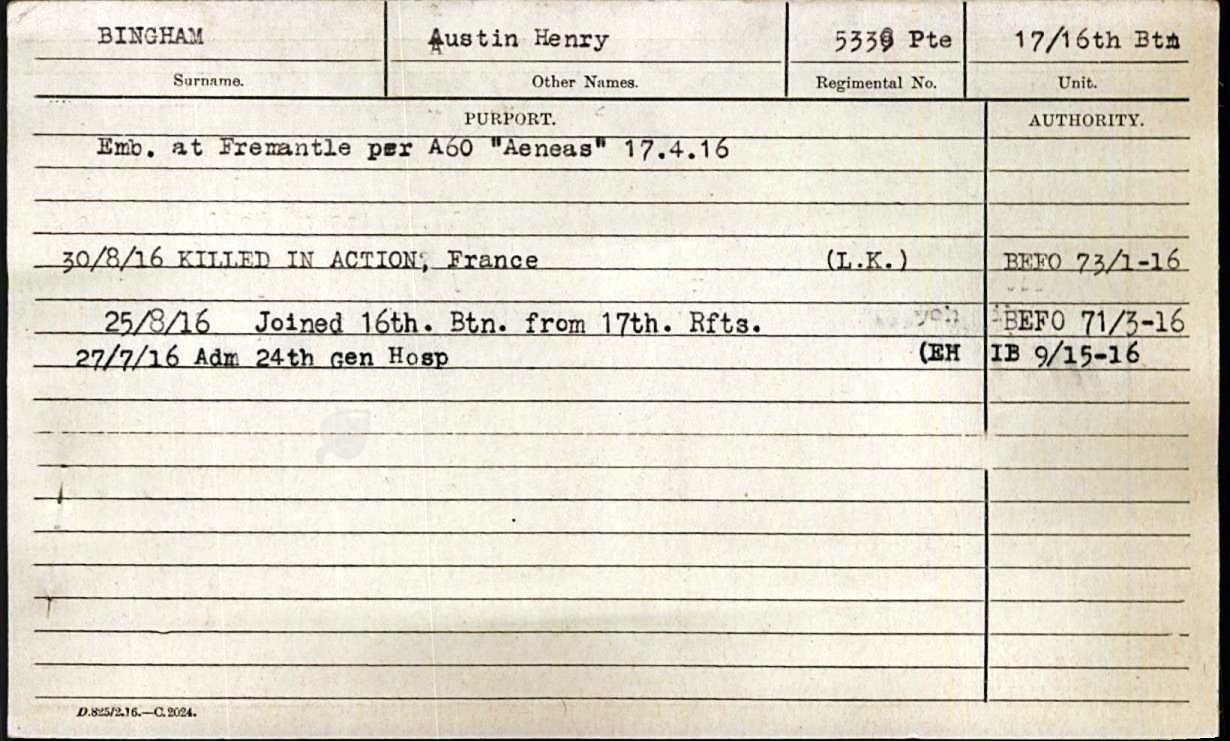 BINGHAM Austin Henry 5339 Pte 17/16th Btn
Surname. Other Names. Regimental No. Unit.
PURPORT. AUTHORITY.
Emb. at Fremantle per A60 "Aeneas" 17.4.16
30/8/16 KILLED IN ACTION, France (L.K.) BEFO 73/1-16
25/8/16 Joined 16th. Btn. from 17th. Rfts. BEFO 71/3-16
27/7/16 Adm 24th gen Hosp (EH IB 9/15-16
D.825/2.16.—C.2024.